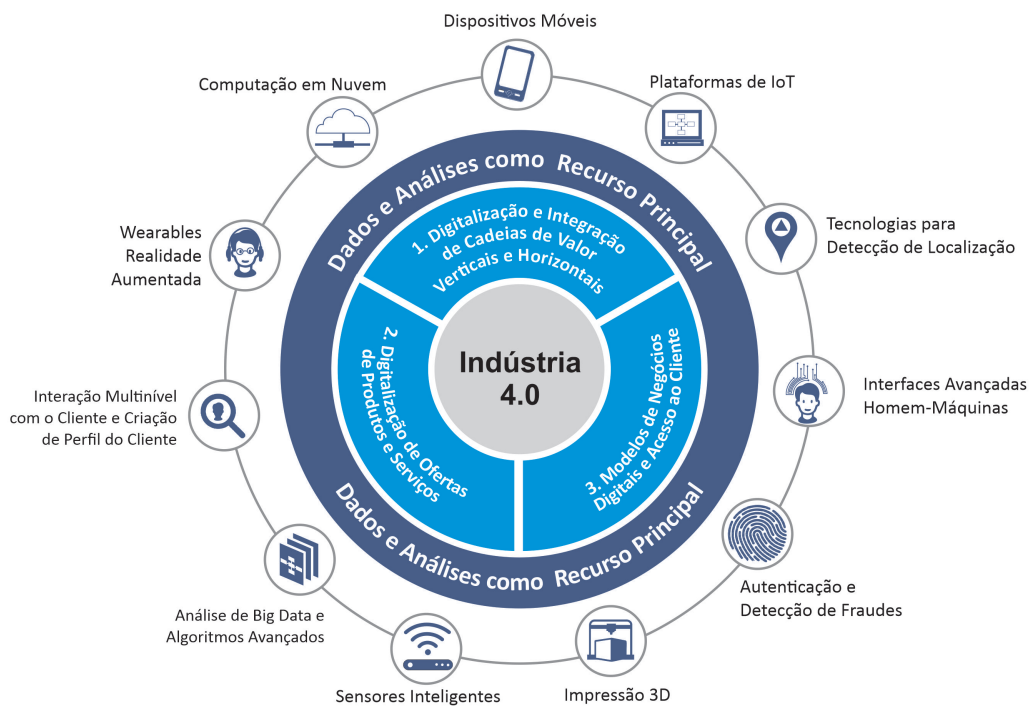 Dispositivos Móveis
Plataformas de IoT
Tecnologias para
Detecção de Localização
Interfaces Avançadas
Homem-Máquinas
Autenticação e
Detecção de Fraudes
Impressão 3D
Sensores Inteligentes
Análise de Big Data e
Algoritmos Avançados
Interação Multinível
com o Cliente e Criação
de Perfil do Cliente
Wearables
Realidade
Aumentada
Computação em Nuvem
Dados e Análises como Recurso Principal
1. Digitalização e Integração
de Cadeias de Valor
Verticais e Horizontais
2. Digitalização de Ofertas
de Produtos e Serviços
3. Modelos de Negócios
Digitais e Acesso ao Cliente
Indústria
4.0
Dados e Análises como Recurso Principal